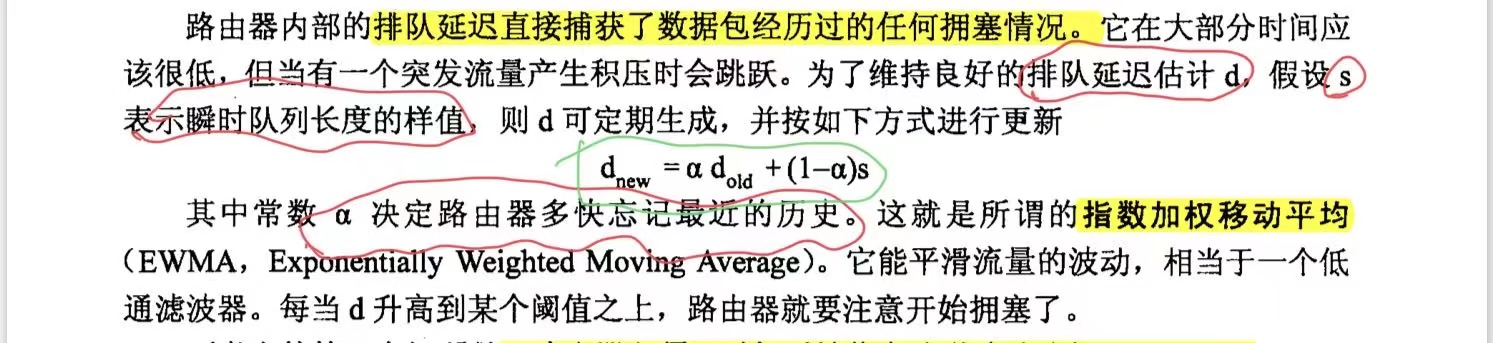 路由器内部的排队延迟直接捕获了数据包经历过的任何拥塞情况。它在大部分时间应
该很低，但当有一个突发流量产生积压时会跳跃。为了维持良好的排队延迟估计 d，假设 s
表示瞬时队列长度的样值，则 d 可定期生成，并按如下方式进行更新
d_new = α d_old + (1−α)s
其中常数 α 决定路由器多快忘记最近的历史。这就是所谓的指数加权移动平均
（EWMA，Exponentially Weighted Moving Average）。它能平滑流量的波动，相当于一个低
通滤波器。每当 d 升高到某个阈值之上，路由器就要注意开始拥塞了。